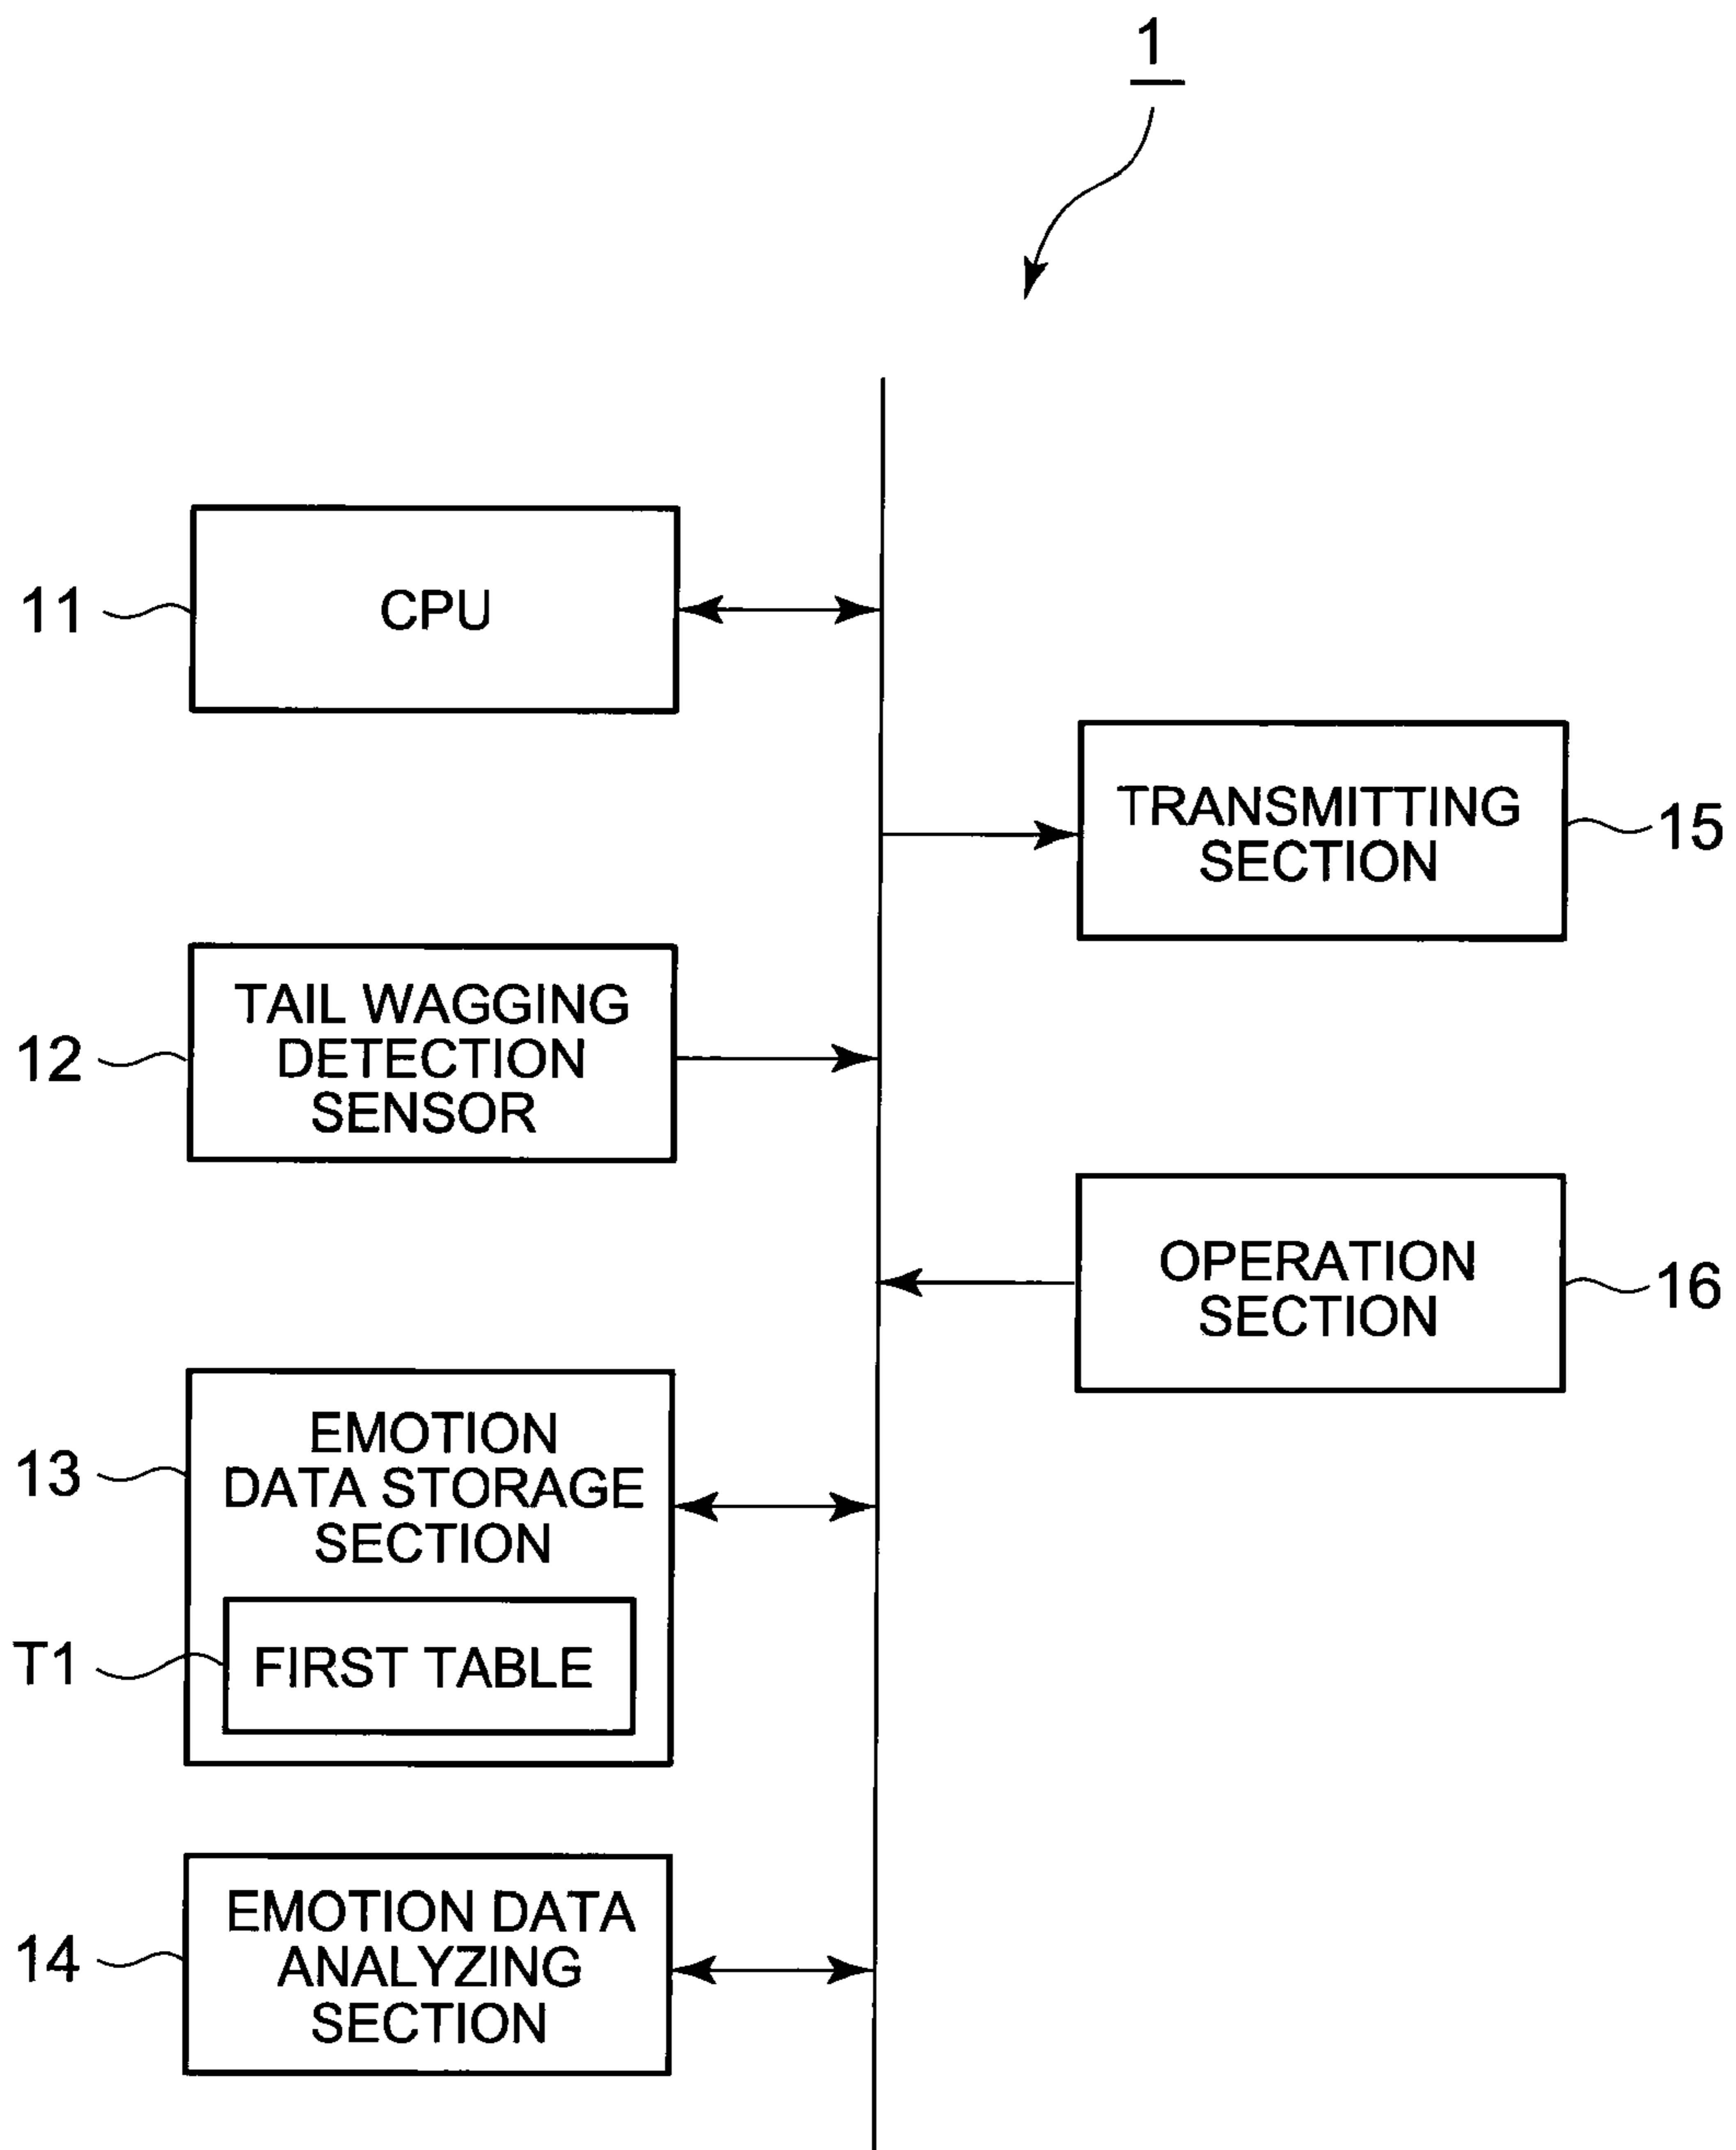 1
11
CPU
TRANSMITTING
SECTION
15
12
TAIL WAGGING
DETECTION
SENSOR
OPERATION
SECTION
16
13
EMOTION
DATA STORAGE
SECTION
T1
FIRST TABLE
14
EMOTION DATA
ANALYZING
SECTION